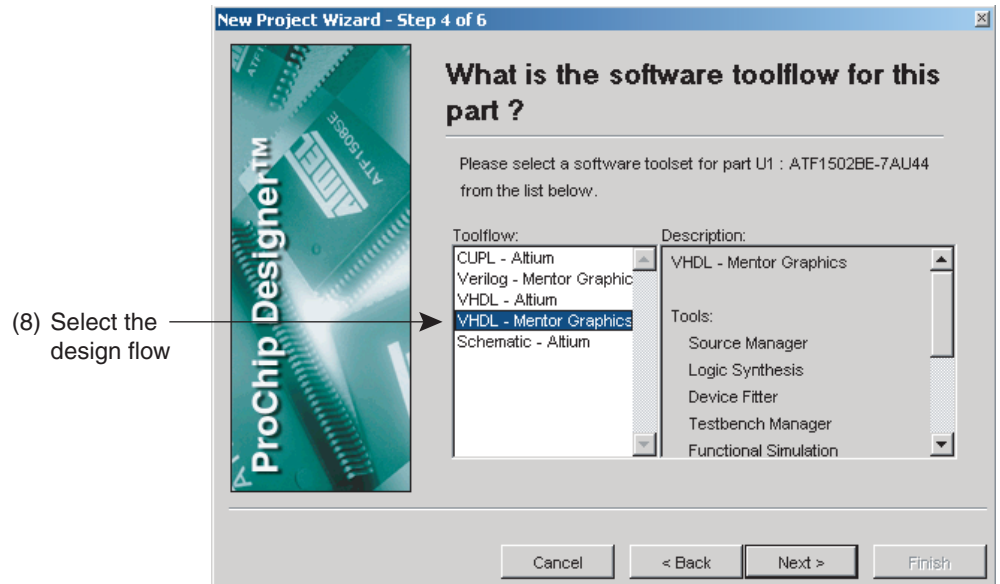 New Project Wizard - Step 4 of 6
ProChip Designer™
ATF1508SE
ATMEL
What is the software toolflow for this
part ?
Please select a software toolset for part U1 : ATF1502BE-7AU44
from the list below.
Toolflow:
CUPL - Altium
Verilog - Mentor Graphic
VHDL - Altium
VHDL - Mentor Graphics
Schematic - Altium
Description:
VHDL - Mentor Graphics
Tools:
Source Manager
Logic Synthesis
Device Fitter
Testbench Manager
Functional Simulation
(8) Select the
design flow
Cancel
< Back
Next >
Finish